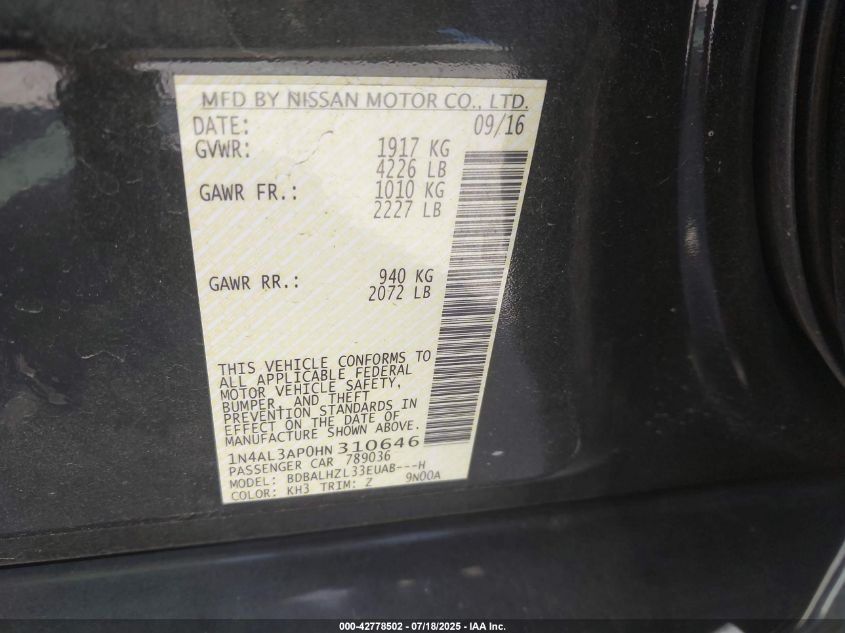 MFD BY NISSAN MOTOR CO., LTD.
DATE: 09/16
GVWR: 1917 KG
4226 LB
GAWR FR.: 1010 KG
2227 LB
GAWR RR.: 940 KG
2072 LB
THIS VEHICLE CONFORMS TO
ALL APPLICABLE FEDERAL
MOTOR VEHICLE SAFETY,
BUMPER, AND THEFT
PREVENTION STANDARDS IN
EFFECT ON THE DATE OF
MANUFACTURE SHOWN ABOVE.
1N4AL3AP0HN310646
PASSENGER CAR 789036
MODEL: BDBALHZL33EUAB---H
COLOR: KH3 TRIM: Z 9N00A
000-42778502 - 07/18/2025 - IAA Inc.